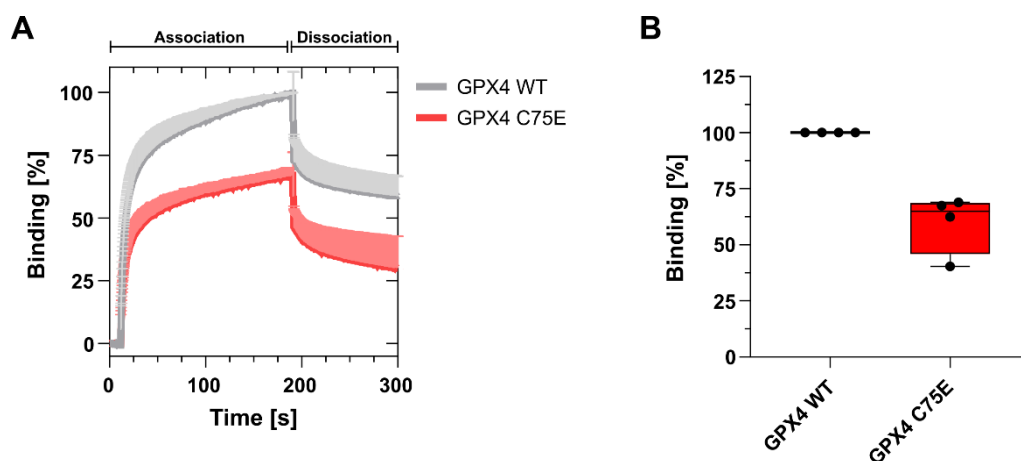 A
Association
Dissociation
Binding [%]
100
75
50
25
0
0
100
200
300
Time [s]
GPX4 WT
GPX4 C75E
B
Binding [%]
125
100
75
50
25
0
GPX4 WT
GPX4 C75E